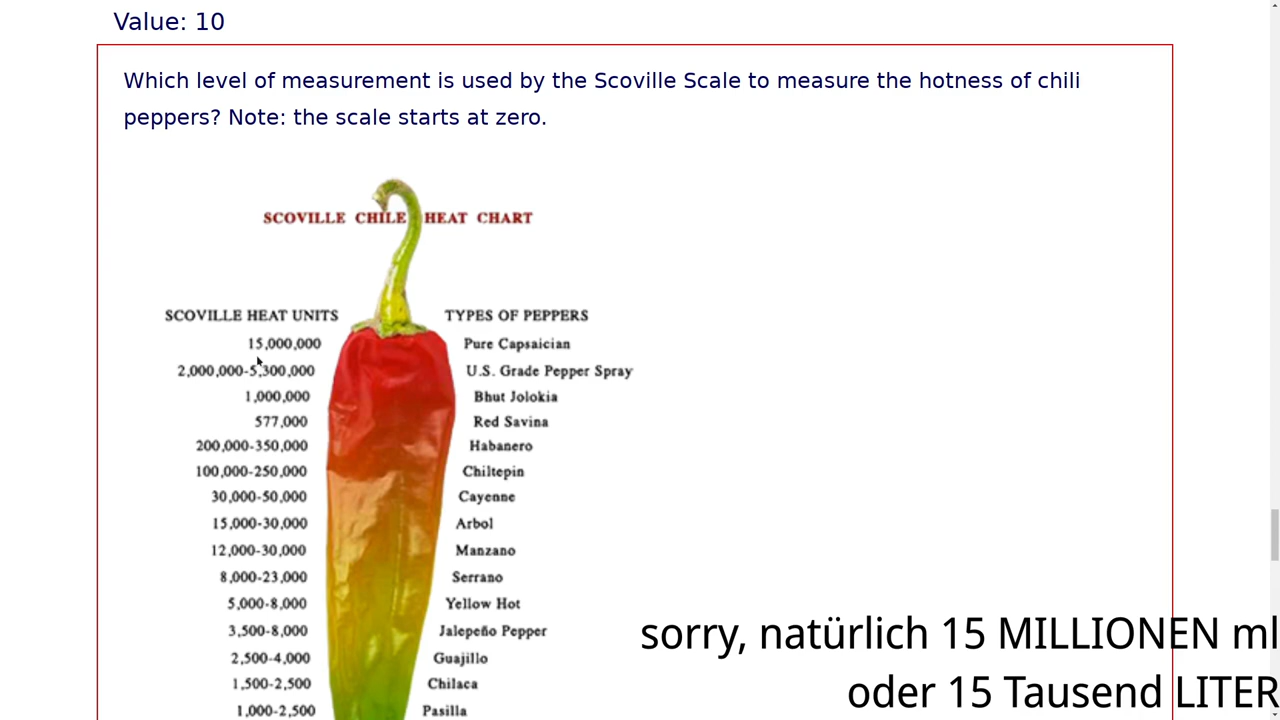 Value: 10
Which level of measurement is used by the Scoville Scale to measure the hotness of chili
peppers? Note: the scale starts at zero.
SCOVILLE CHILE HEAT CHART
SCOVILLE HEAT UNITS TYPES OF PEPPERS
15,000,000 Pure Capsaician
2,000,000-5,300,000 U.S. Grade Pepper Spray
1,000,000 Bhut Jolokia
577,000 Red Savina
200,000-350,000 Habanero
100,000-250,000 Chiltepin
30,000-50,000 Cayenne
15,000-30,000 Arbol
12,000-30,000 Manzano
8,000-23,000 Serrano
5,000-8,000 Yellow Hot
3,500-8,000 Jalepeño Pepper
2,500-4,000 Guajillo
1,500-2,500 Chilaca
1,000-2,500 Pasilla
sorry, natürlich 15 MILLIONEN ml
oder 15 Tausend LITER